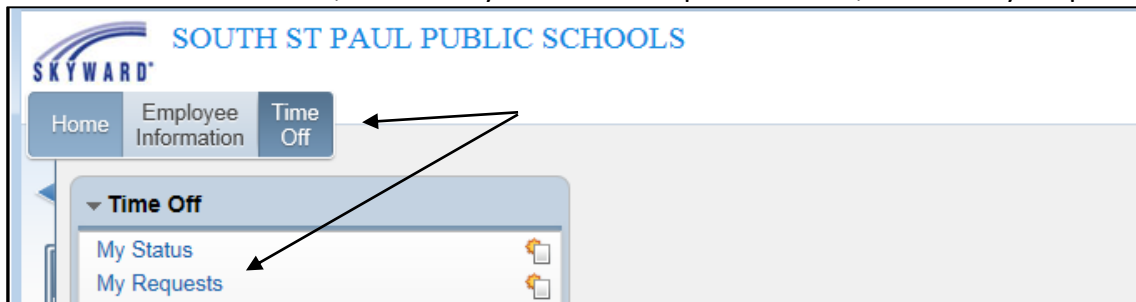 SOUTH ST PAUL PUBLIC SCHOOLS
SKYWARD
Home
Employee
Information
Time
Off
Time Off
My Status
My Requests